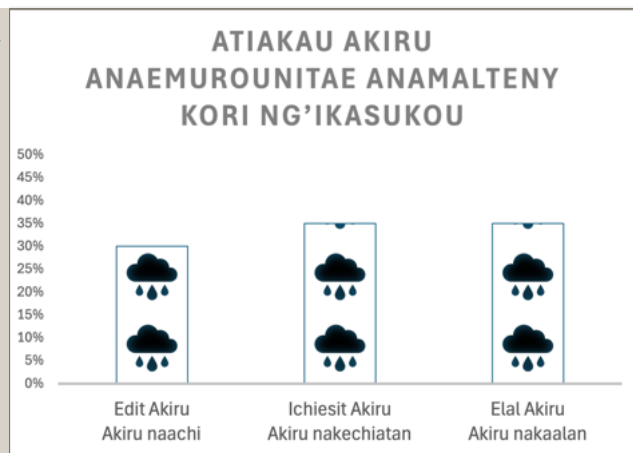 ATIAKAU AKIRU
ANAEMUROUNITAE ANAMALTENY
KORI NG’IKASUKOU
50%
45%
40%
35%
30%
25%
20%
15%
10%
5%
0%
Edit Akiru
Akiru naachi
Ichiesit Akiru
Akiru nakechiatan
Elal Akiru
Akiru nakaalan